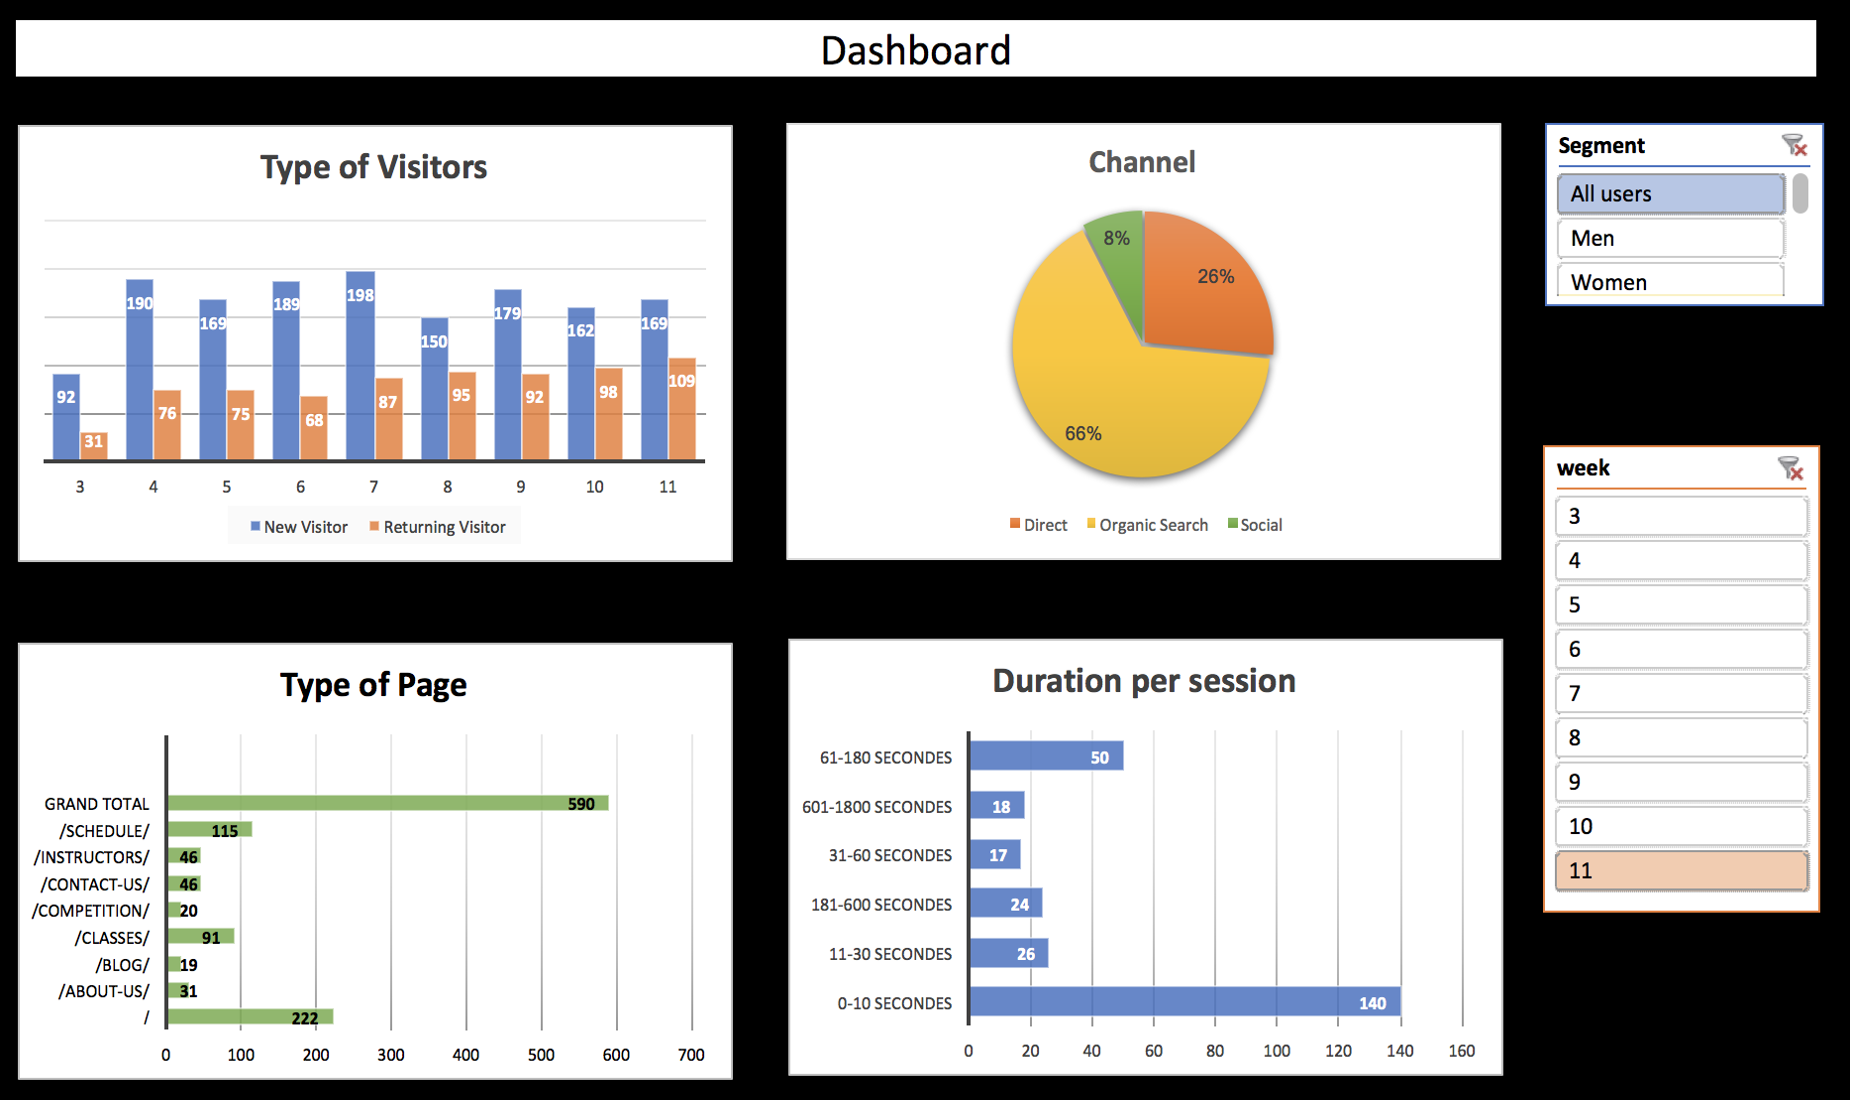 Dashboard
Type of Visitors
190
169
189
198
150
179
162
169
92
76
75
68
87
95
92
98
109
31
3 4 5 6 7 8 9 10 11
New Visitor Returning Visitor
Channel
8%
26%
66%
Direct Organic Search Social
Segment
All users
Men
Women
week
3
4
5
6
7
8
9
10
11
Type of Page
GRAND TOTAL 590
/SCHEDULE/ 115
/INSTRUCTORS/ 46
/CONTACT-US/ 46
/COMPETITION/ 20
/CLASSES/ 91
/BLOG/ 19
/ABOUT-US/ 31
/ 222
0 100 200 300 400 500 600 700
Duration per session
61-180 SECONDES 50
601-1800 SECONDES 18
31-60 SECONDES 17
181-600 SECONDES 24
11-30 SECONDES 26
0-10 SECONDES 140
0 20 40 60 80 100 120 140 160